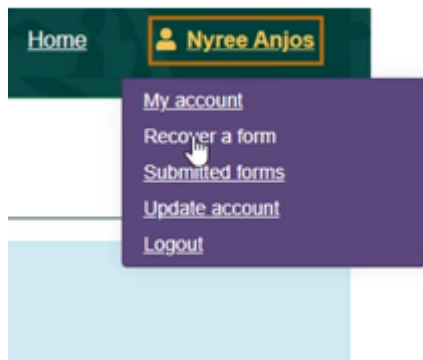 Home
Nyree Anjos
My account
Recover a form
Submitted forms
Update account
Logout